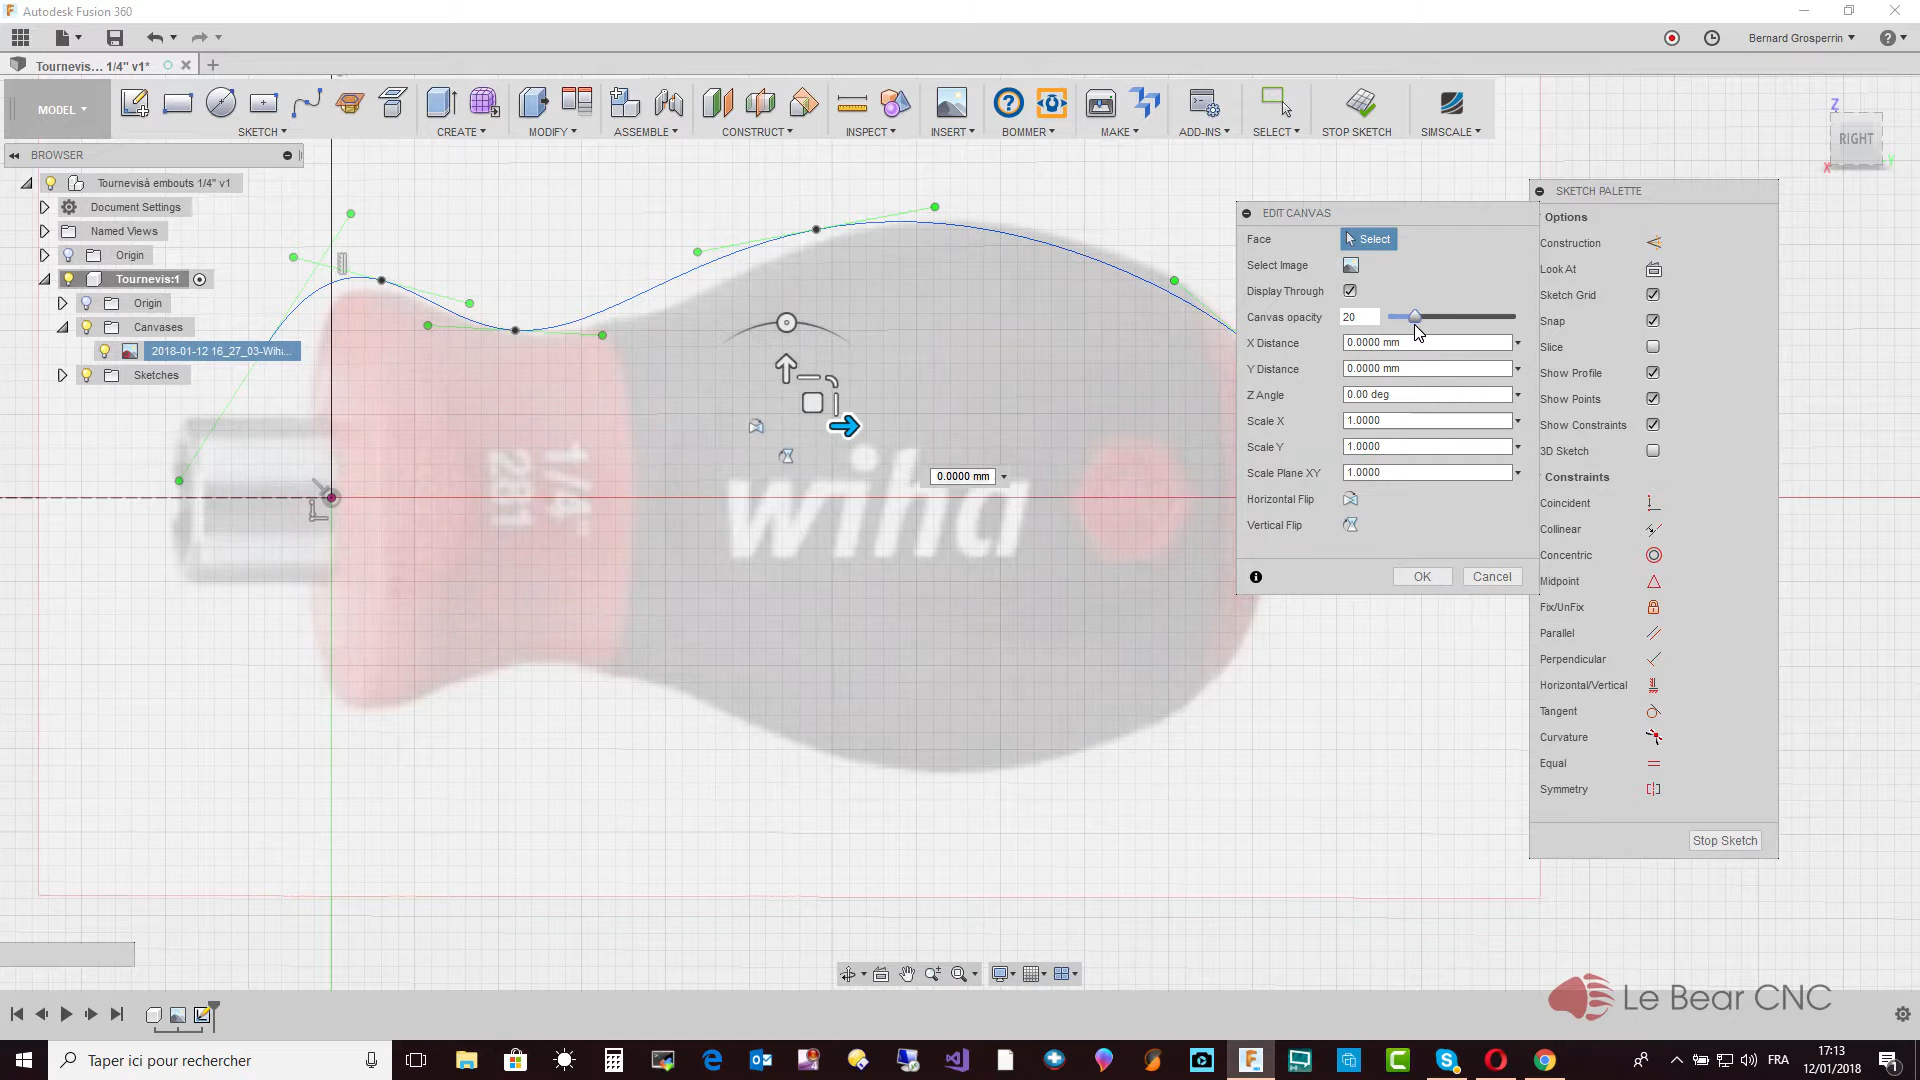 Autodesk Fusion 360
Bernard Grosperrin
Tournevis... 1/4" v1*
MODEL
SKETCH
CREATE
MODIFY
ASSEMBLE
CONSTRUCT
INSPECT
INSERT
BOMMER
MAKE
ADD-INS
SELECT
STOP SKETCH
SIMSCALE
BROWSER
Tournevisà embouts 1/4" v1
Document Settings
Named Views
Origin
Tournevis:1
Origin
Canvases
2018-01-12 16_27_03-Wih...
Sketches
Z
RIGHT
X
Y
1/4"
281
wiha
0.0000 mm
EDIT CANVAS
Face Select
Select Image
Display Through
Canvas opacity 20
X Distance 0.0000 mm
Y Distance 0.0000 mm
Z Angle 0.00 deg
Scale X 1.0000
Scale Y 1.0000
Scale Plane XY 1.0000
Horizontal Flip
Vertical Flip
OK Cancel
SKETCH PALETTE
Options
Construction
Look At
Sketch Grid
Snap
Slice
Show Profile
Show Points
Show Constraints
3D Sketch
Constraints
Coincident
Collinear
Concentric
Midpoint
Fix/UnFix
Parallel
Perpendicular
Horizontal/Vertical
Tangent
Curvature
Equal
Symmetry
Stop Sketch
Le Bear CNC
Taper ici pour rechercher
FRA
17:13
12/01/2018
1